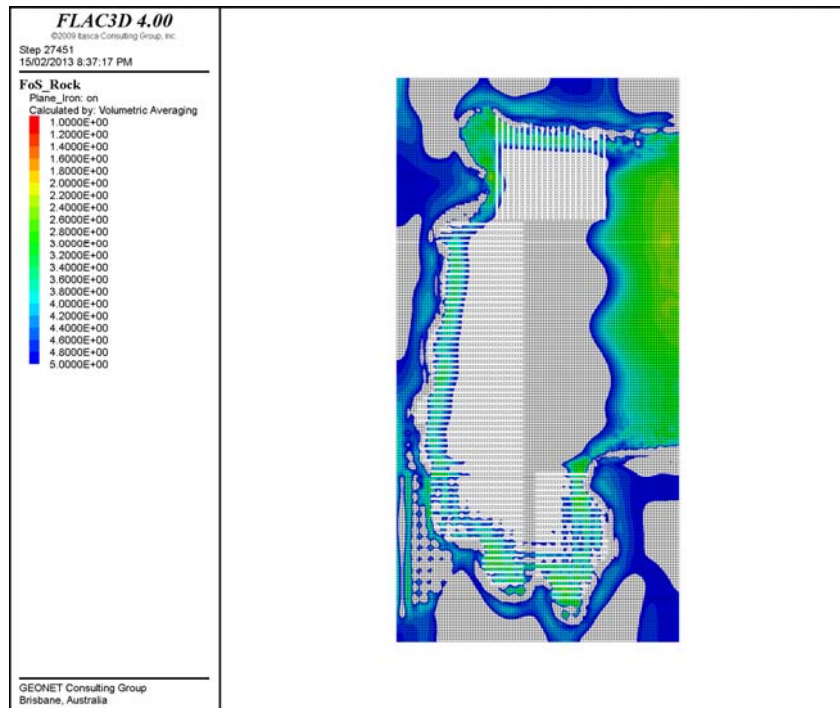 FLAC3D 4.00
©2009 Itasca Consulting Group, Inc.
Step 27451
15/02/2013 8:37:17 PM
FoS_Rock
Plane_Iron: on
Calculated by: Volumetric Averaging
1.0000E+00
1.2000E+00
1.4000E+00
1.6000E+00
1.8000E+00
2.0000E+00
2.2000E+00
2.4000E+00
2.6000E+00
2.8000E+00
3.0000E+00
3.2000E+00
3.4000E+00
3.6000E+00
3.8000E+00
4.0000E+00
4.2000E+00
4.4000E+00
4.6000E+00
4.8000E+00
5.0000E+00
GEONET Consulting Group
Brisbane, Australia